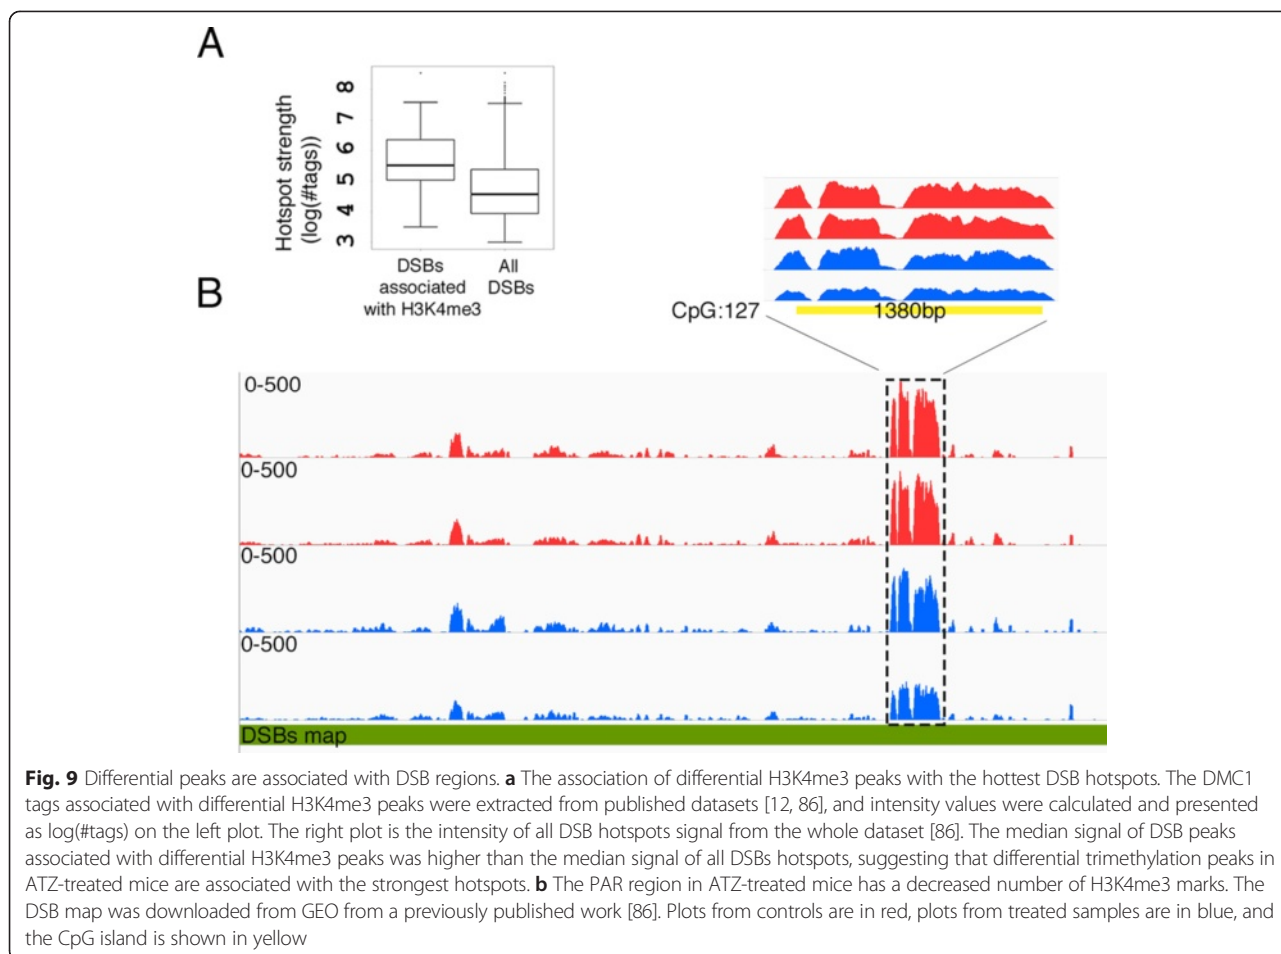 A
Hotspot strength
(log(#tags))
8
7
6
5
4
3
DSBs
associated
with H3K4me3
All
DSBs
B
CpG:127
1380bp
0-500
0-500
0-500
0-500
DSBs map
Fig. 9 Differential peaks are associated with DSB regions. a The association of differential H3K4me3 peaks with the hottest DSB hotspots. The DMC1
tags associated with differential H3K4me3 peaks were extracted from published datasets [12, 86], and intensity values were calculated and presented
as log(#tags) on the left plot. The right plot is the intensity of all DSB hotspots signal from the whole dataset [86]. The median signal of DSB peaks
associated with differential H3K4me3 peaks was higher than the median signal of all DSBs hotspots, suggesting that differential trimethylation peaks in
ATZ-treated mice are associated with the strongest hotspots. b The PAR region in ATZ-treated mice has a decreased number of H3K4me3 marks. The
DSB map was downloaded from GEO from a previously published work [86]. Plots from controls are in red, plots from treated samples are in blue, and
the CpG island is shown in yellow